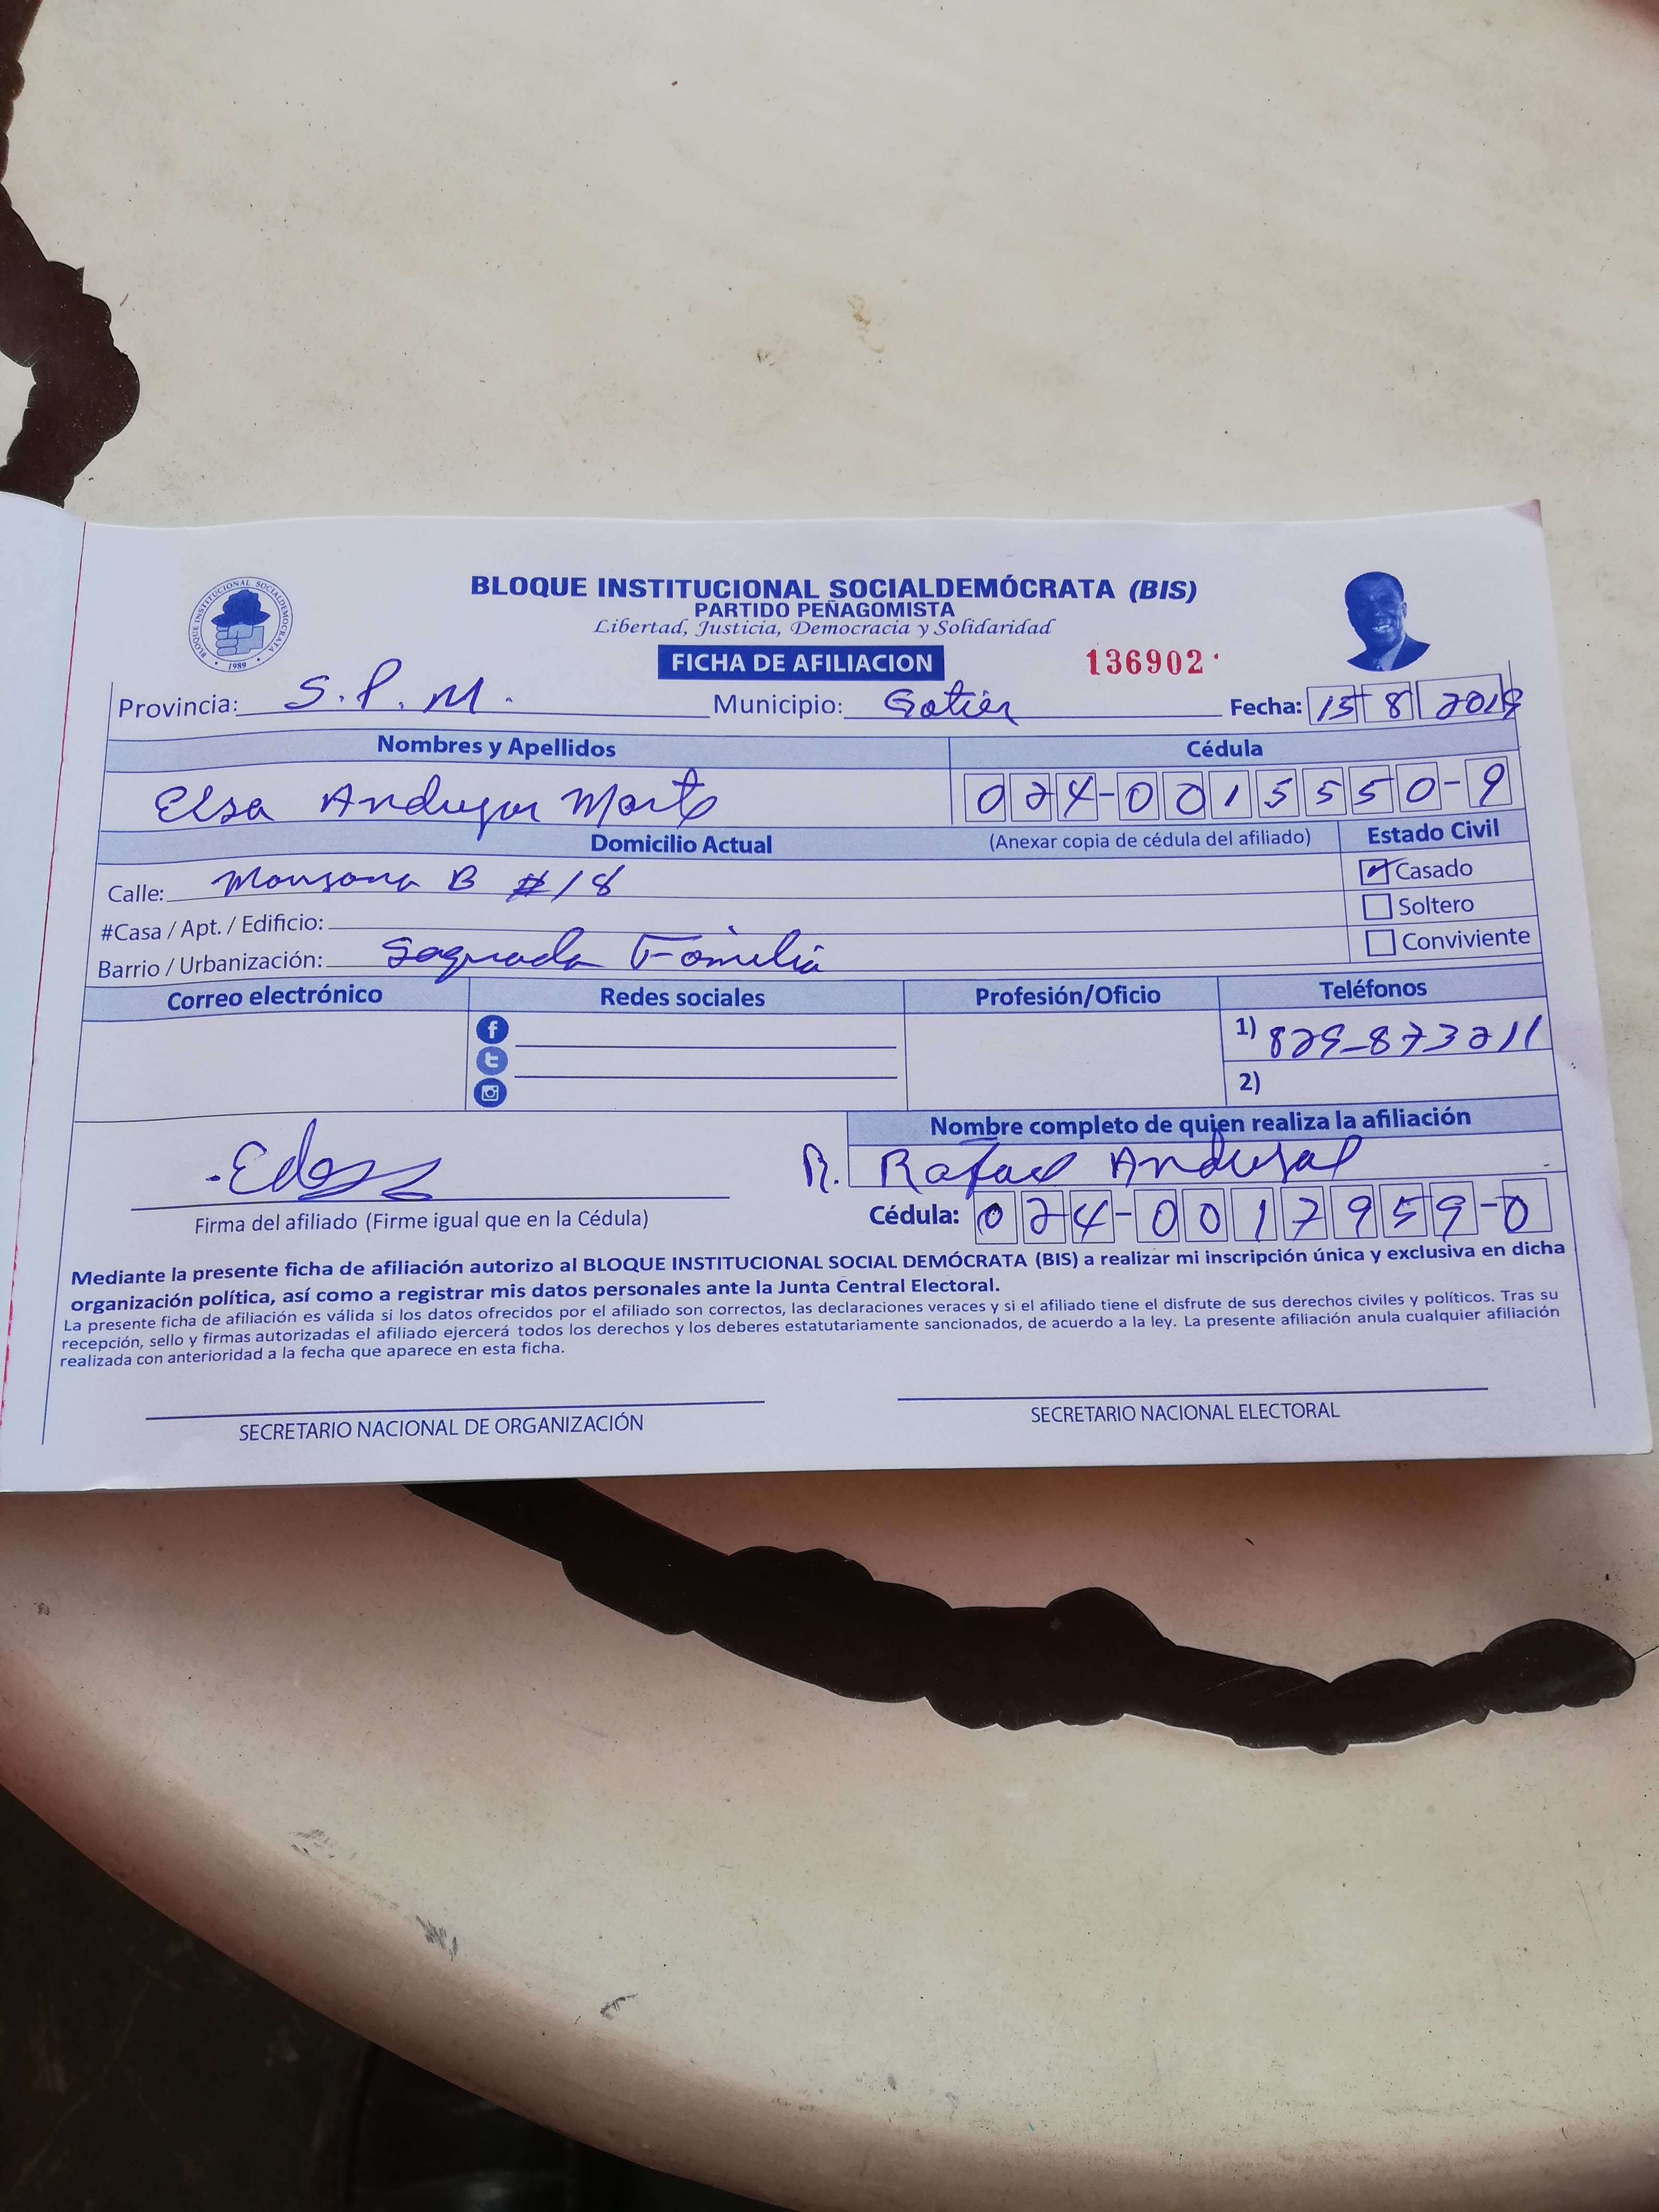 BLOQUE INSTITUCIONAL SOCIALDEMÓCRATA (BIS)
PARTIDO PEÑAGOMISTA
Libertad, Justicia, Democracia y Solidaridad
BLOQUE INSTITUCIONAL SOCIALDEMOCRATA
1989
FICHA DE AFILIACION
136902
Provincia: S.P.M. Municipio: Fecha: 15 8 2019
Nombres y Apellidos Cédula
Elsa Andujar 024-0015550-9
Domicilio Actual (Anexar copia de cédula del afiliado) Estado Civil
Calle: B #18 Casado
#Casa / Apt. / Edificio: Soltero
Barrio / Urbanización: Sagrada Familia Conviviente
Correo electrónico Redes sociales Profesión/Oficio Teléfonos
1) 829-873211
2)
Nombre completo de quien realiza la afiliación
R. Rafael Andujar
Cédula: 024-0017959-0
Firma del afiliado (Firme igual que en la Cédula)
Mediante la presente ficha de afiliación autorizo al BLOQUE INSTITUCIONAL SOCIAL DEMÓCRATA (BIS) a realizar mi inscripción única y exclusiva en dicha
organización política, así como a registrar mis datos personales ante la Junta Central Electoral.
La presente ficha de afiliación es válida si los datos ofrecidos por el afiliado son correctos, las declaraciones veraces y si el afiliado tiene el disfrute de sus derechos civiles y políticos. Tras su
recepción, sello y firmas autorizadas el afiliado ejercerá todos los derechos y los deberes estatutariamente sancionados, de acuerdo a la ley. La presente afiliación anula cualquier afiliación
realizada con anterioridad a la fecha que aparece en esta ficha.
SECRETARIO NACIONAL DE ORGANIZACIÓN SECRETARIO NACIONAL ELECTORAL